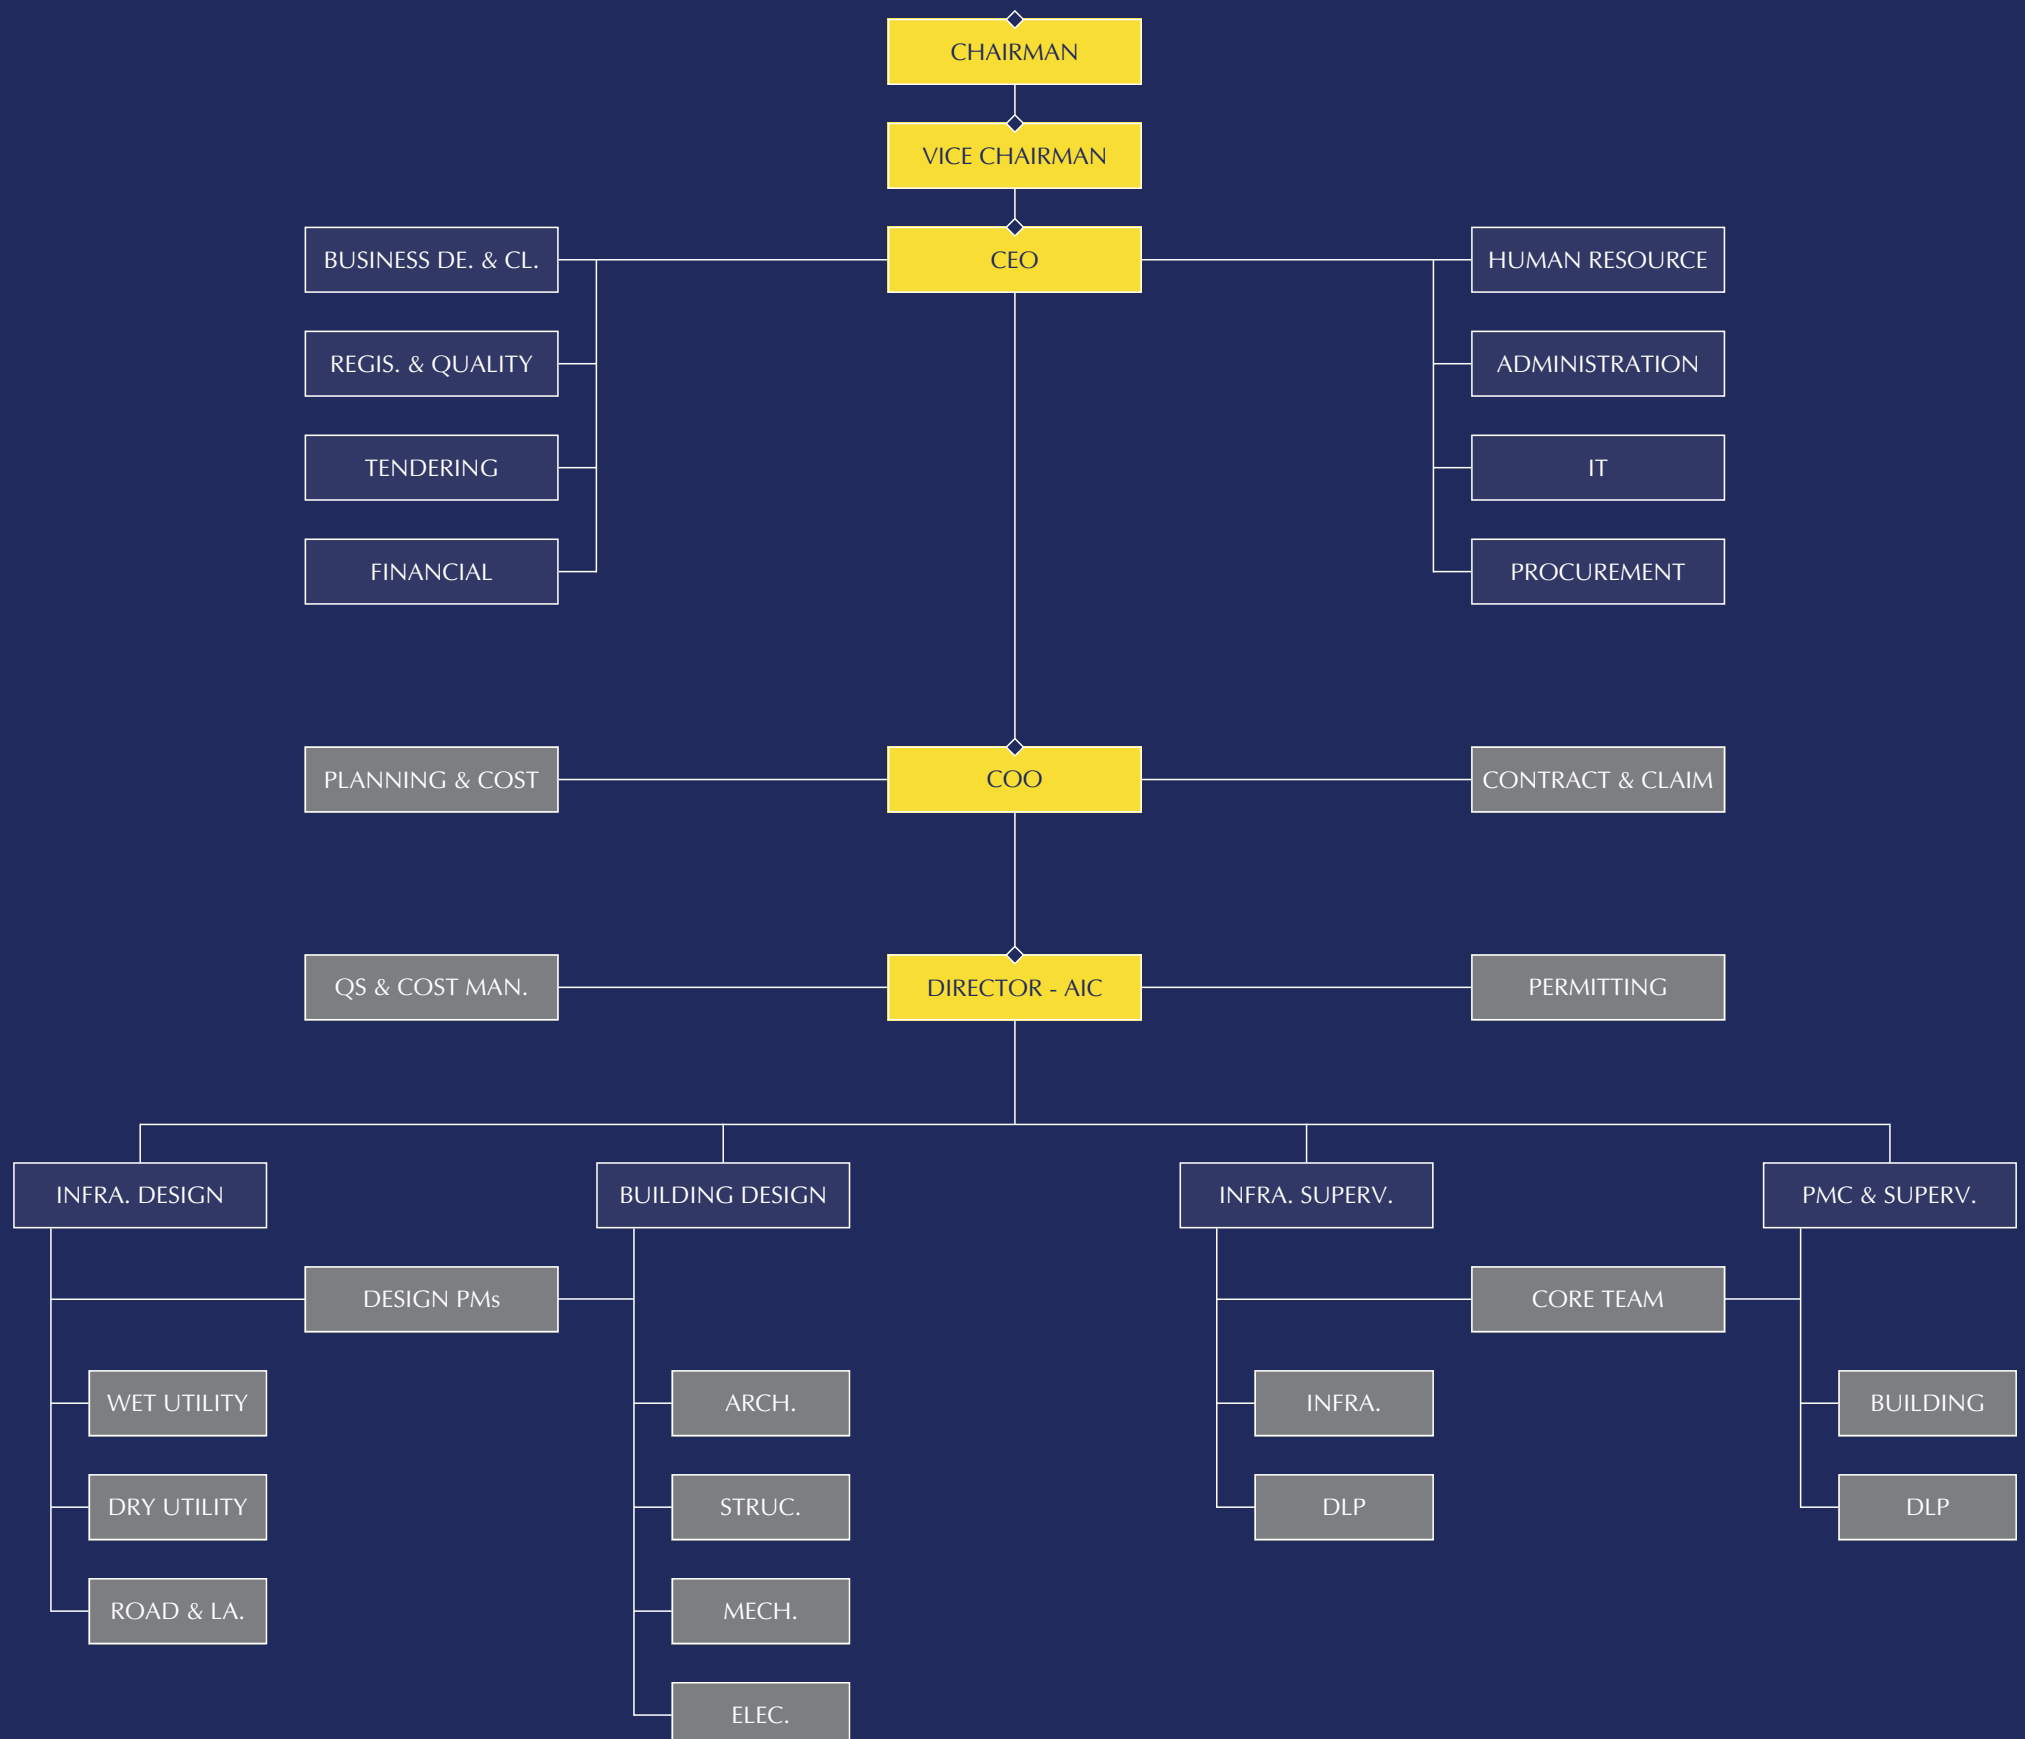 CHAIRMAN
VICE CHAIRMAN
BUSINESS DE. & CL.
CEO
HUMAN RESOURCE
REGIS. & QUALITY
ADMINISTRATION
TENDERING
IT
FINANCIAL
PROCUREMENT
PLANNING & COST
COO
CONTRACT & CLAIM
QS & COST MAN.
DIRECTOR - AIC
PERMITTING
INFRA. DESIGN
BUILDING DESIGN
INFRA. SUPERV.
PMC & SUPERV.
DESIGN PMs
CORE TEAM
WET UTILITY
ARCH.
INFRA.
BUILDING
DRY UTILITY
STRUC.
DLP
DLP
ROAD & LA.
MECH.
ELEC.